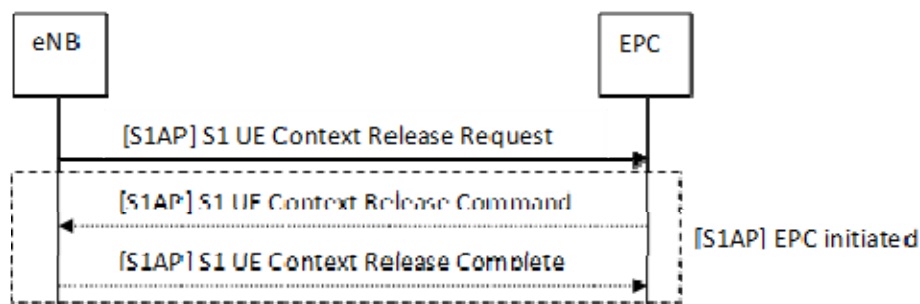 eNB
EPC
[S1AP] S1 UE Context Release Request
[S1AP] S1 UE Context Release Command
[S1AP] EPC initiated
[S1AP] S1 UE Context Release Complete